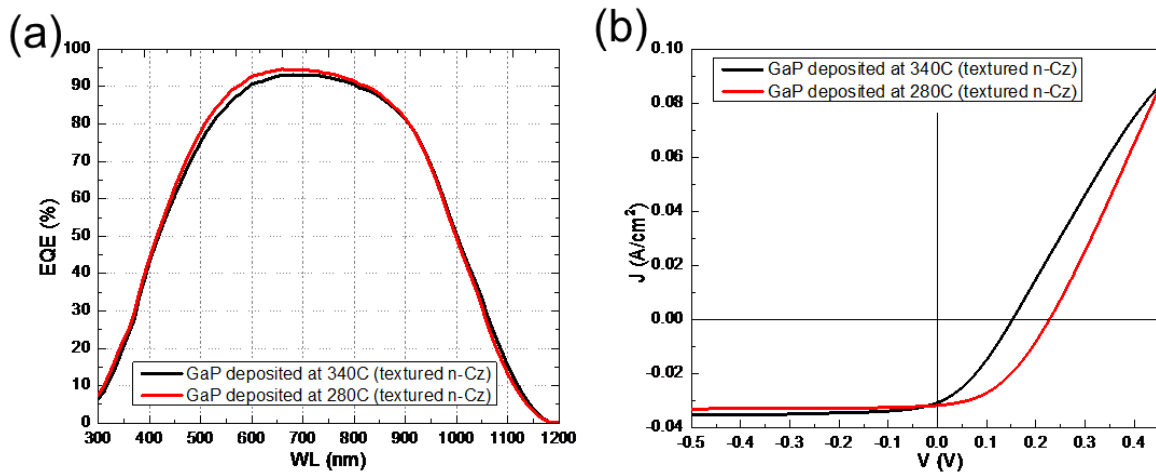 (a)
100
90
80
70
60
50
40
30
20
10
0
EQE (%)
GaP deposited at 340C (textured n-Cz)
GaP deposited at 280C (textured n-Cz)
300 400 500 600 700 800 900 1000 1100 1200
WL (nm)
(b)
0.10
0.08
0.06
0.04
0.02
0.00
-0.02
-0.04
J (A/cm²)
GaP deposited at 340C (textured n-Cz)
GaP deposited at 280C (textured n-Cz)
-0.5 -0.4 -0.3 -0.2 -0.1 0.0 0.1 0.2 0.3 0.4
V (V)